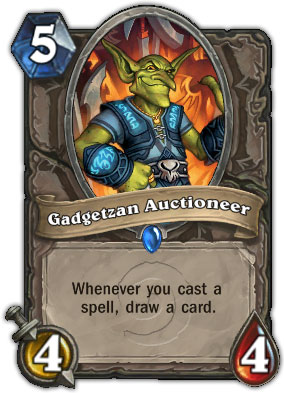 5
Gadgetzan Auctioneer
Whenever you cast a
spell, draw a card.
4 4